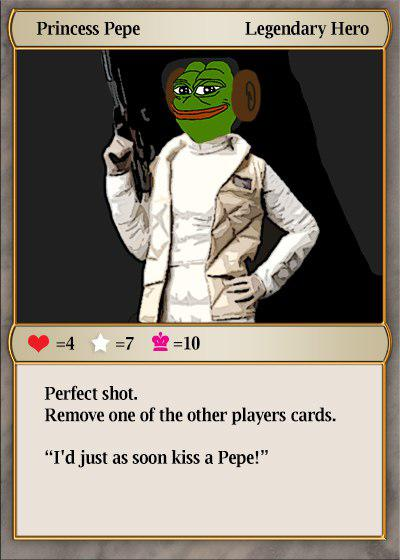 Princess Pepe Legendary Hero
=4 =7 =10
Perfect shot.
Remove one of the other players cards.
“I'd just as soon kiss a Pepe!”